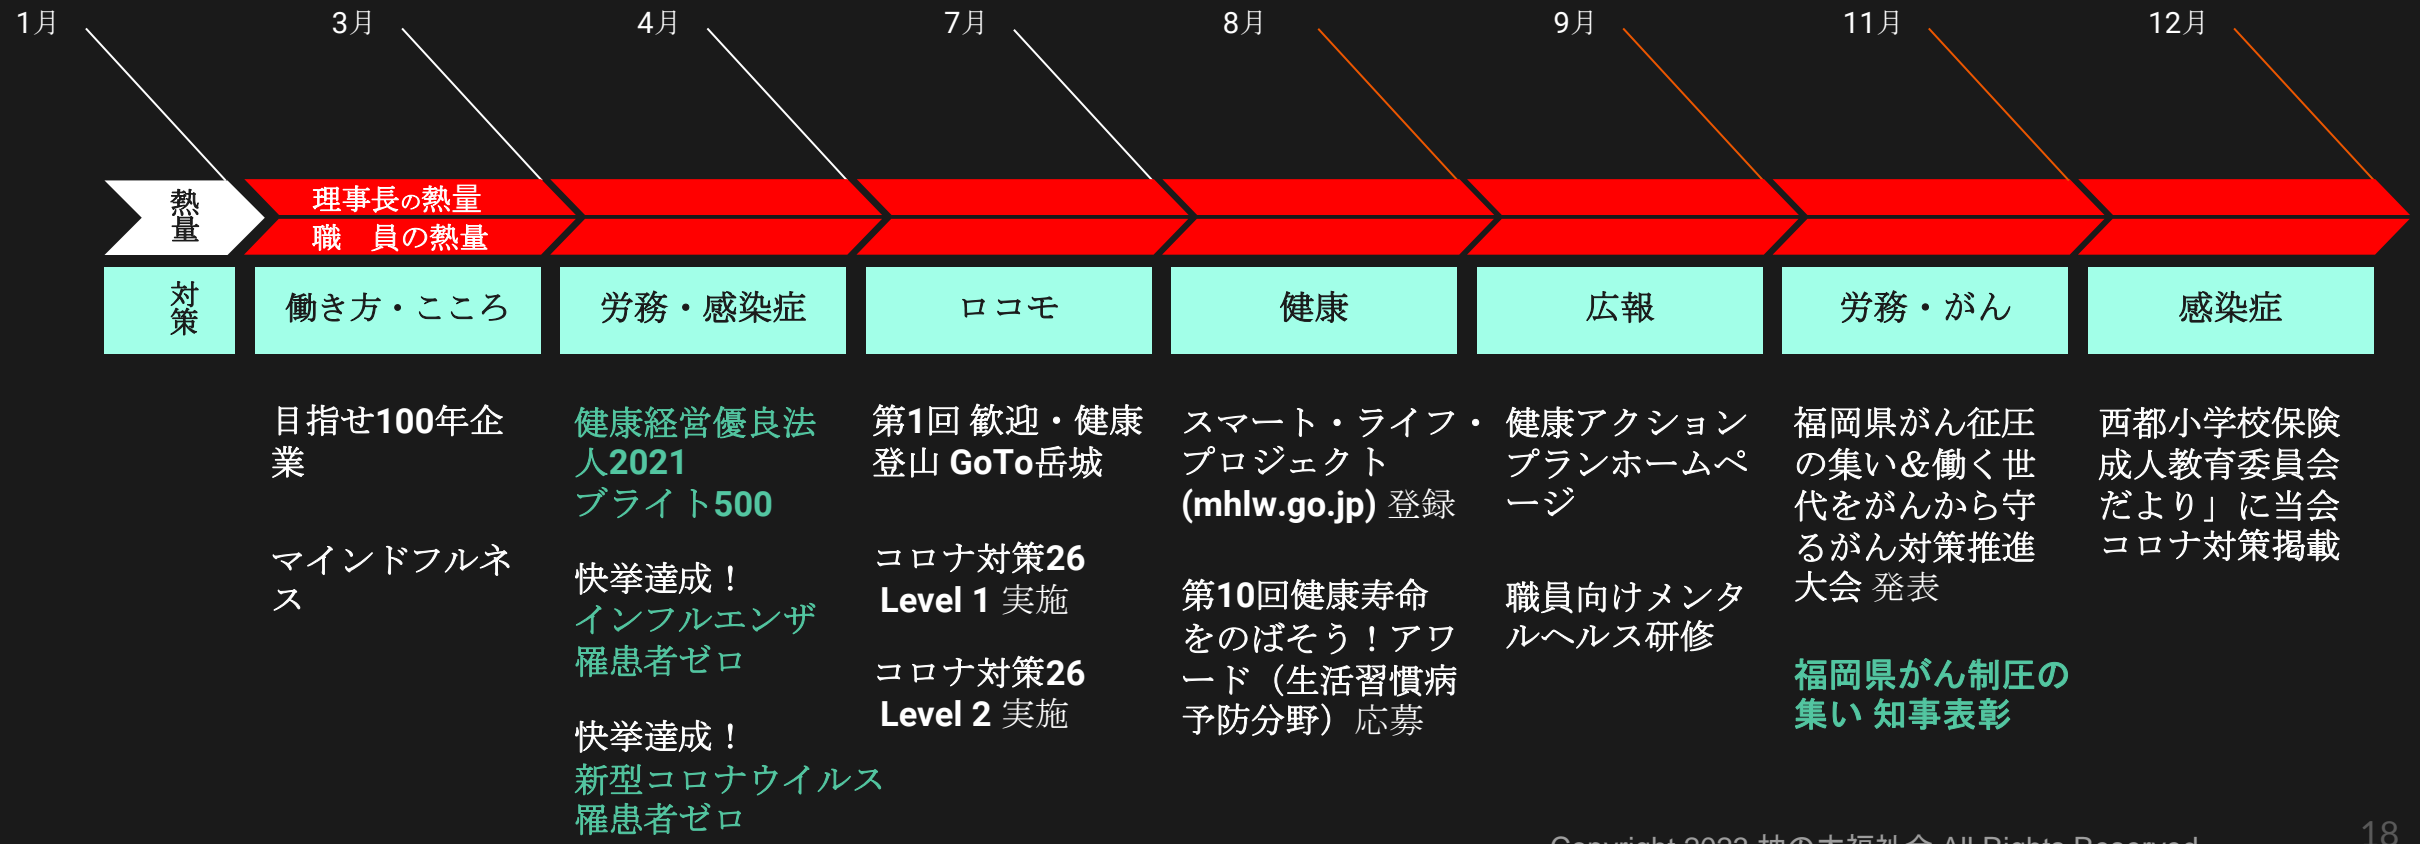 1月
3月
4月
7月
8月
9月
11月
12月
熱量
理事長の熱量
職　員の熱量
対策
働き方・こころ
労務・感染症
ロコモ
健康
広報
労務・がん
感染症
目指せ100年企
業
マインドフルネ
ス
健康経営優良法
人2021
ブライト500
快挙達成！
インフルエンザ
罹患者ゼロ
快挙達成！
新型コロナウイルス
罹患者ゼロ
第1回 歓迎・健康
登山 GoTo岳城
コロナ対策26
Level 1 実施
コロナ対策26
Level 2 実施
スマート・ライフ・
プロジェクト
(mhlw.go.jp) 登録
第10回健康寿命
をのばそう！アワ
ード（生活習慣病
予防分野）応募
健康アクション
プランホームペ
ージ
職員向けメンタ
ルヘルス研修
福岡県がん征圧
の集い＆働く世
代をがんから守
るがん対策推進
大会 発表
福岡県がん制圧の
集い 知事表彰
西都小学校保険
成人教育委員会
だより」に当会
コロナ対策掲載
18